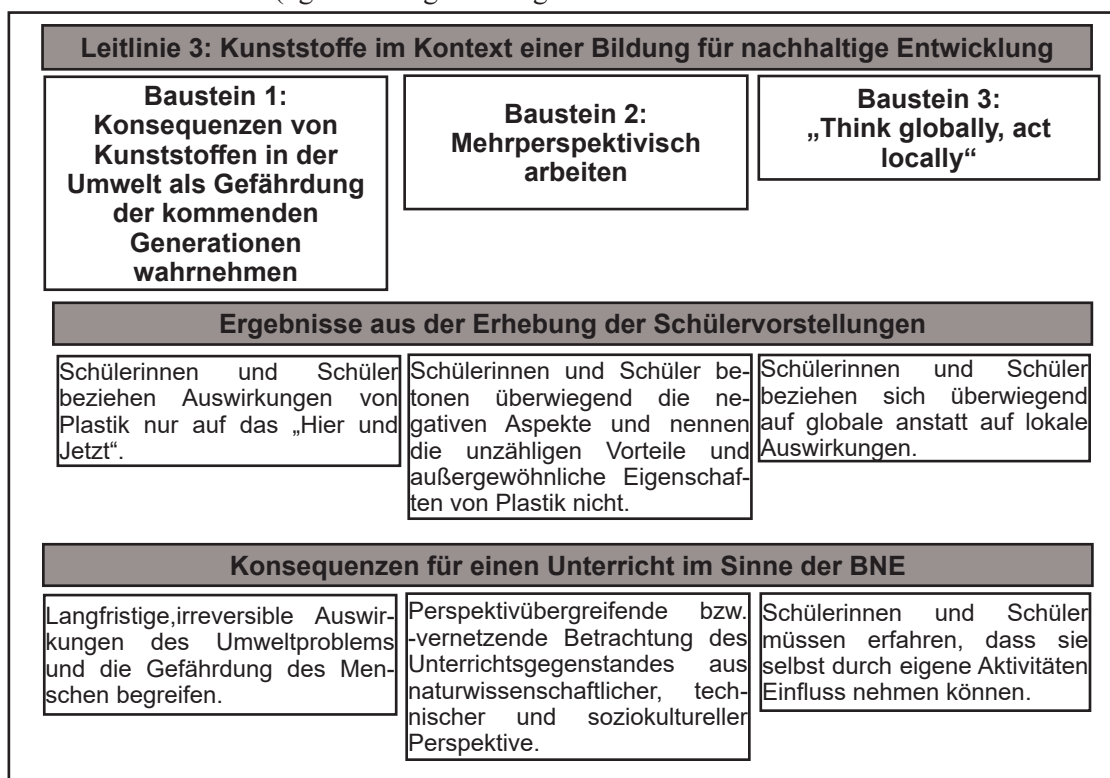 Leitlinie 3: Kunststoffe im Kontext einer Bildung für nachhaltige Entwicklung
Baustein 1:
Konsequenzen von
Kunststoffen in der
Umwelt als Gefährdung
der kommenden
Generationen
wahrnehmen
Baustein 2:
Mehrperspektivisch
arbeiten
Baustein 3:
„Think globally, act
locally“
Ergebnisse aus der Erhebung der Schülervorstellungen
Schülerinnen und Schüler
beziehen Auswirkungen von
Plastik nur auf das „Hier und
Jetzt“.
Schülerinnen und Schüler be-
tonen überwiegend die ne-
gativen Aspekte und nennen
die unzähligen Vorteile und
außergewöhnliche Eigenschaf-
ten von Plastik nicht.
Schülerinnen und Schüler
beziehen sich überwiegend
auf globale anstatt auf lokale
Auswirkungen.
Konsequenzen für einen Unterricht im Sinne der BNE
Langfristige,irreversible Auswir-
kungen des Umweltproblems
und die Gefährdung des Men-
schen begreifen.
Perspektivübergreifende bzw.
-vernetzende Betrachtung des
Unterrichtsgegenstandes aus
naturwissenschaftlicher, tech-
nischer und soziokultureller
Perspektive.
Schülerinnen und Schüler
müssen erfahren, dass sie
selbst durch eigene Aktivitäten
Einfluss nehmen können.